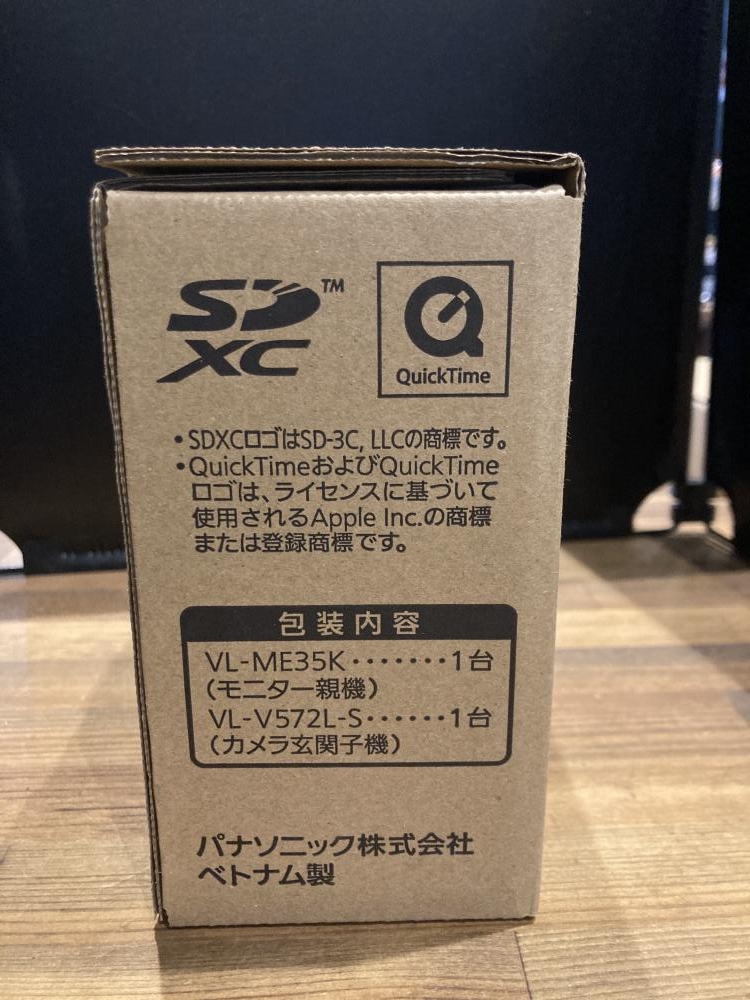 SD™
XC
QuickTime
・SDXCロゴはSD-3C, LLCの商標です。
・QuickTimeおよびQuickTime
ロゴは、ライセンスに基づいて
使用されるApple Inc.の商標
または登録商標です。
包装内容
VL-ME35K・・・・・・・1台
(モニター親機)
VL-V572L-S・・・・・・1台
(カメラ玄関子機)
パナソニック株式会社
ベトナム製